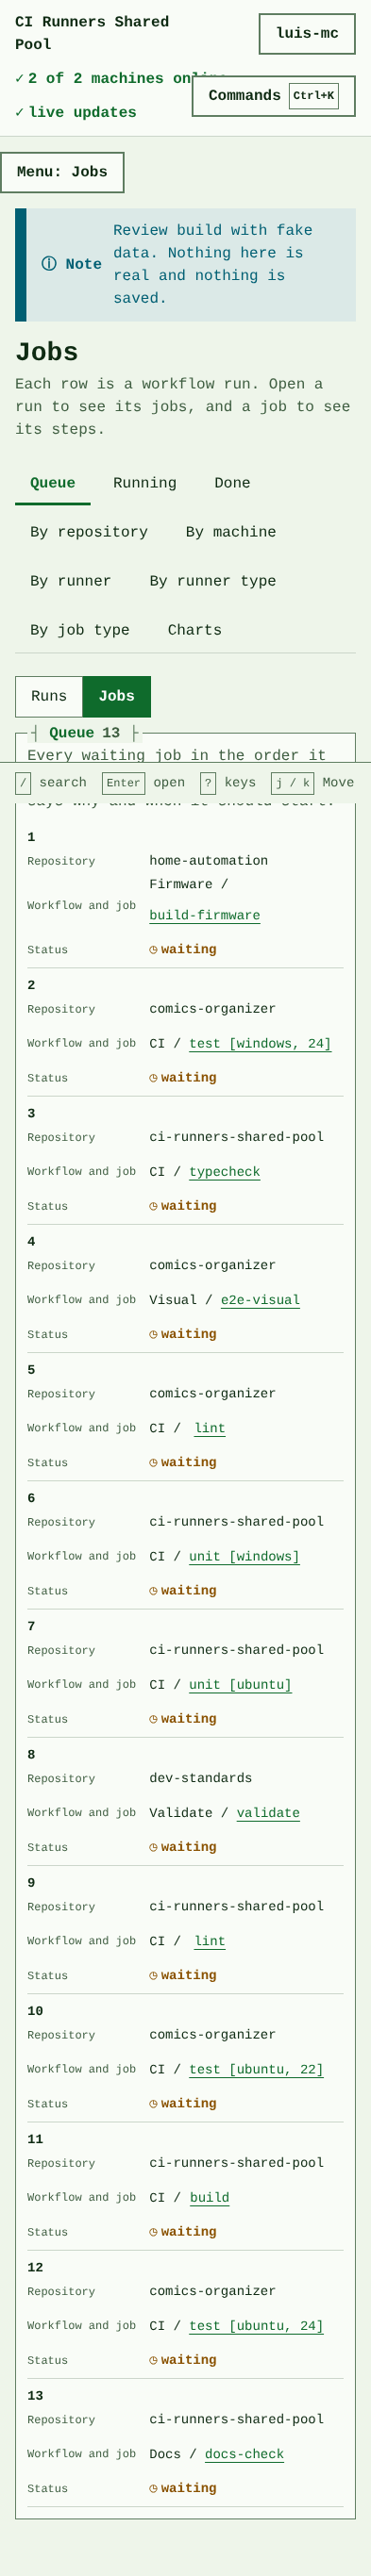 CI Runners Shared Pool
luis-mc
✓ 2 of 2 machines online
Commands Ctrl+K
✓ live updates
Menu: Jobs
ⓘ Note
Review build with fake
data. Nothing here is
real and nothing is
saved.
Jobs
Each row is a workflow run. Open a
run to see its jobs, and a job to see
its steps.
Queue Running Done
By repository By machine
By runner By runner type
By job type Charts
Runs Jobs
Queue 13
Every waiting job in the order it
/ search Enter open ? keys j / k Move
says why and when it should start.
1
Repository home-automation
Workflow and job Firmware /
build-firmware
Status ◷ waiting
2
Repository comics-organizer
Workflow and job CI / test [windows, 24]
Status ◷ waiting
3
Repository ci-runners-shared-pool
Workflow and job CI / typecheck
Status ◷ waiting
4
Repository comics-organizer
Workflow and job Visual / e2e-visual
Status ◷ waiting
5
Repository comics-organizer
Workflow and job CI / lint
Status ◷ waiting
6
Repository ci-runners-shared-pool
Workflow and job CI / unit [windows]
Status ◷ waiting
7
Repository ci-runners-shared-pool
Workflow and job CI / unit [ubuntu]
Status ◷ waiting
8
Repository dev-standards
Workflow and job Validate / validate
Status ◷ waiting
9
Repository ci-runners-shared-pool
Workflow and job CI / lint
Status ◷ waiting
10
Repository comics-organizer
Workflow and job CI / test [ubuntu, 22]
Status ◷ waiting
11
Repository ci-runners-shared-pool
Workflow and job CI / build
Status ◷ waiting
12
Repository comics-organizer
Workflow and job CI / test [ubuntu, 24]
Status ◷ waiting
13
Repository ci-runners-shared-pool
Workflow and job Docs / docs-check
Status ◷ waiting